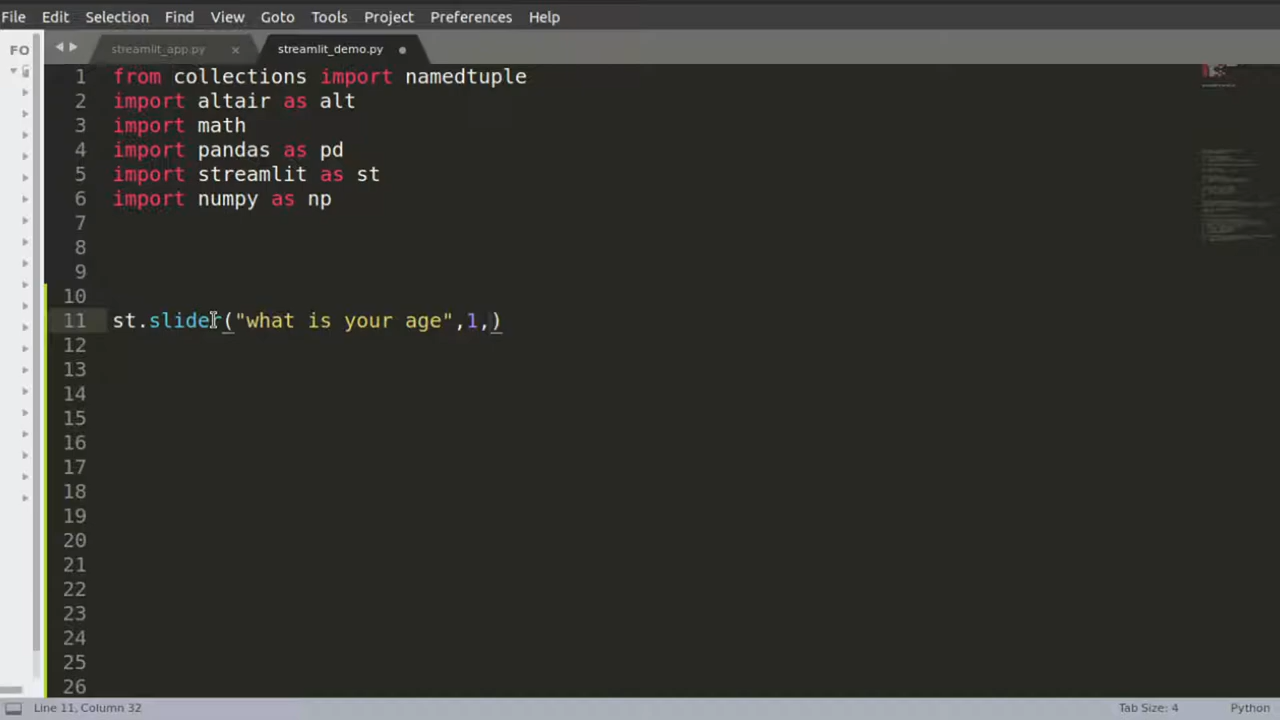 File Edit Selection Find View Goto Tools Project Preferences Help
FO streamlit_app.py × streamlit_demo.py
1 from collections import namedtuple
2 import altair as alt
3 import math
4 import pandas as pd
5 import streamlit as st
6 import numpy as np
7
8
9
10
11 st.slider("what is your age",1,)
12
13
14
15
16
17
18
19
20
21
22
23
24
25
26
Line 11, Column 32 Tab Size: 4 Python